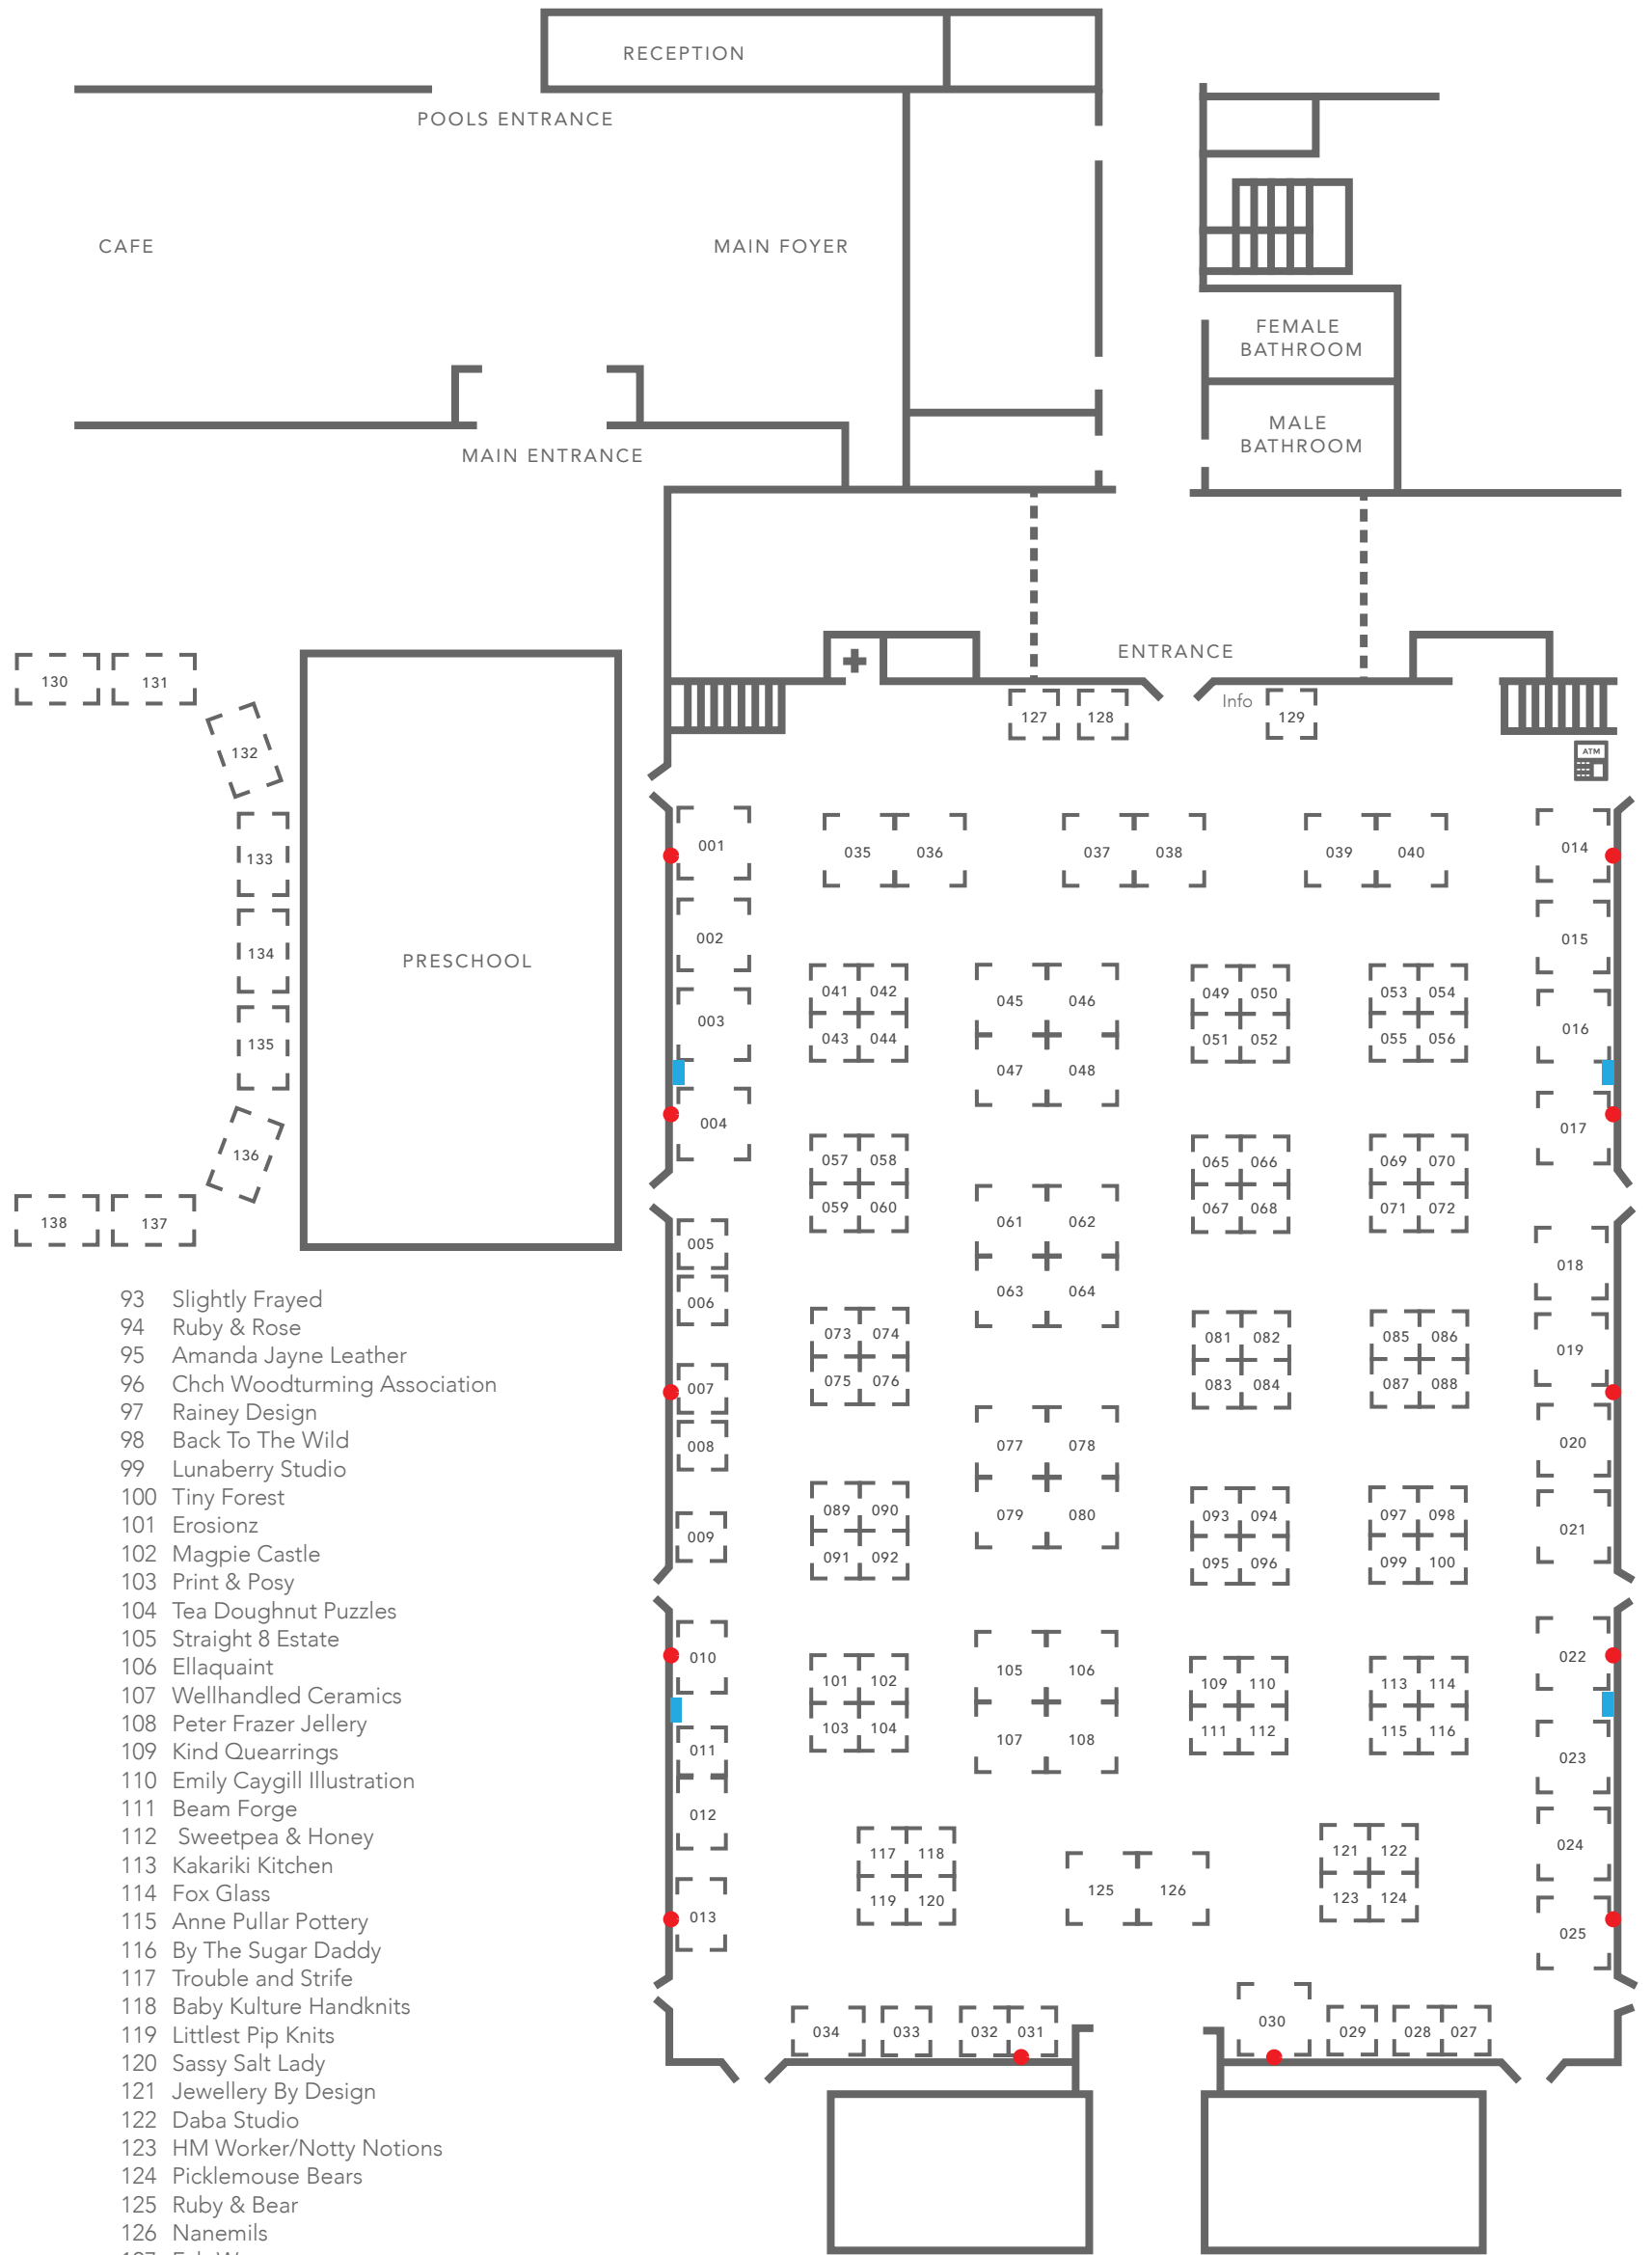 RECEPTION
POOLS ENTRANCE
CAFE
MAIN FOYER
FEMALE
BATHROOM
MALE
BATHROOM
MAIN ENTRANCE
ENTRANCE
Info
130 131
132
133
134
135
136
138 137
PRESCHOOL
127 128 129
ATM
001 035 036 037 038 039 040 014
002 015
041 042 045 046 049 050 053 054
003 043 044 047 048 051 052 055 056 016
004 017
057 058 065 066 069 070
059 060 061 062 067 068 071 072
005 018
006 063 064
073 074 081 082 085 086 019
007 075 076 083 084 087 088
008 077 078 020
089 090 079 080 093 094 097 098
009 091 092 095 096 099 100 021
010 101 102 105 106 109 110 113 114 022
103 104 107 108 111 112 115 116
011 023
012 024
117 118 121 122
119 120 125 126 123 124
013 025
034 033 032 031 030 029 028 027
93 Slightly Frayed
94 Ruby & Rose
95 Amanda Jayne Leather
96 Chch Woodturming Association
97 Rainey Design
98 Back To The Wild
99 Lunaberry Studio
100 Tiny Forest
101 Erosionz
102 Magpie Castle
103 Print & Posy
104 Tea Doughnut Puzzles
105 Straight 8 Estate
106 Ellaquaint
107 Wellhandled Ceramics
108 Peter Frazer Jellery
109 Kind Quearrings
110 Emily Caygill Illustration
111 Beam Forge
112 Sweetpea & Honey
113 Kakariki Kitchen
114 Fox Glass
115 Anne Pullar Pottery
116 By The Sugar Daddy
117 Trouble and Strife
118 Baby Kulture Handknits
119 Littlest Pip Knits
120 Sassy Salt Lady
121 Jewellery By Design
122 Daba Studio
123 HM Worker/Notty Notions
124 Picklemouse Bears
125 Ruby & Bear
126 Nanemils